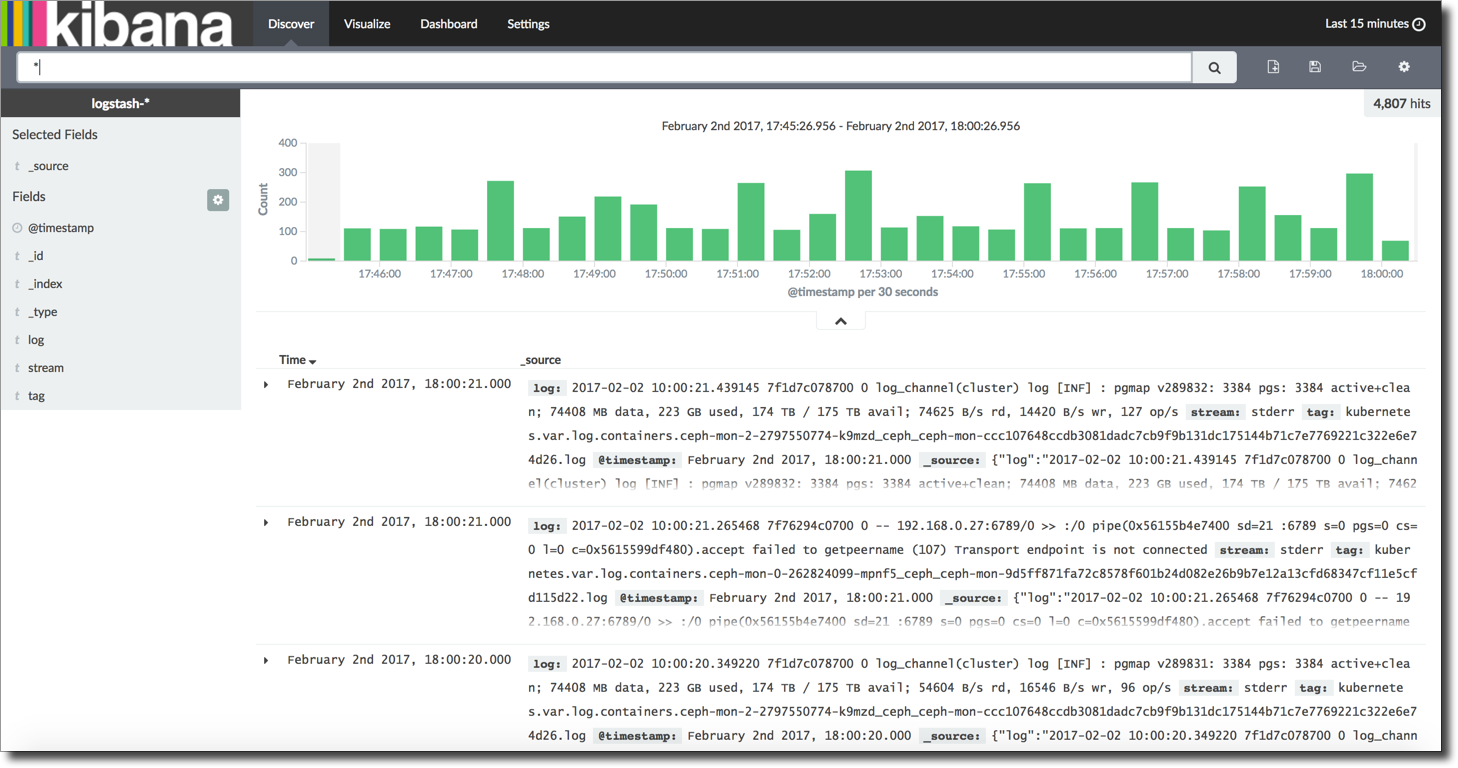 kibana
Discover
Visualize
Dashboard
Settings
Last 15 minutes
*
logstash-*
4,807 hits
Selected Fields
t _source
Fields
@timestamp
t _id
t _index
t _type
t log
t stream
t tag
February 2nd 2017, 17:45:26.956 - February 2nd 2017, 18:00:26.956
Count
400
300
200
100
0
17:46:00 17:47:00 17:48:00 17:49:00 17:50:00 17:51:00 17:52:00 17:53:00 17:54:00 17:55:00 17:56:00 17:57:00 17:58:00 17:59:00 18:00:00
@timestamp per 30 seconds
Time _source
February 2nd 2017, 18:00:21.000 log: 2017-02-02 10:00:21.439145 7f1d7c078700 0 log_channel(cluster) log [INF] : pgmap v289832: 3384 pgs: 3384 active+clea
n; 74408 MB data, 223 GB used, 174 TB / 175 TB avail; 74625 B/s rd, 14420 B/s wr, 127 op/s stream: stderr tag: kubernete
s.var.log.containers.ceph-mon-2-2797550774-k9mzd_ceph_ceph-mon-ccc107648ccdb3081dadc7cb9f9b131dc175144b71c7e7769221c322e6e7
4d26.log @timestamp: February 2nd 2017, 18:00:21.000 _source: {"log":"2017-02-02 10:00:21.439145 7f1d7c078700 0 log_chann
el(cluster) log [INF] : pgmap v289832: 3384 pgs: 3384 active+clean; 74408 MB data, 223 GB used, 174 TB / 175 TB avail; 7462
February 2nd 2017, 18:00:21.000 log: 2017-02-02 10:00:21.265468 7f76294c0700 0 -- 192.168.0.27:6789/0 >> :/0 pipe(0x56155b4e7400 sd=21 :6789 s=0 pgs=0 cs=
0 l=0 c=0x5615599df480).accept failed to getpeername (107) Transport endpoint is not connected stream: stderr tag: kuber
netes.var.log.containers.ceph-mon-0-262824099-mpnf5_ceph_ceph-mon-9d5ff871fa72c8578f601b24d082e26b9b7e12a13cfd68347cf11e5cf
d115d22.log @timestamp: February 2nd 2017, 18:00:21.000 _source: {"log":"2017-02-02 10:00:21.265468 7f76294c0700 0 -- 19
2.168.0.27:6789/0 >> :/0 pipe(0x56155b4e7400 sd=21 :6789 s=0 pgs=0 cs=0 l=0 c=0x5615599df480).accept failed to getpeername
February 2nd 2017, 18:00:20.000 log: 2017-02-02 10:00:20.349220 7f1d7c078700 0 log_channel(cluster) log [INF] : pgmap v289831: 3384 pgs: 3384 active+clea
n; 74408 MB data, 223 GB used, 174 TB / 175 TB avail; 54604 B/s rd, 16546 B/s wr, 96 op/s stream: stderr tag: kubernete
s.var.log.containers.ceph-mon-2-2797550774-k9mzd_ceph_ceph-mon-ccc107648ccdb3081dadc7cb9f9b131dc175144b71c7e7769221c322e6e7
4d26.log @timestamp: February 2nd 2017, 18:00:20.000 _source: {"log":"2017-02-02 10:00:20.349220 7f1d7c078700 0 log_chann